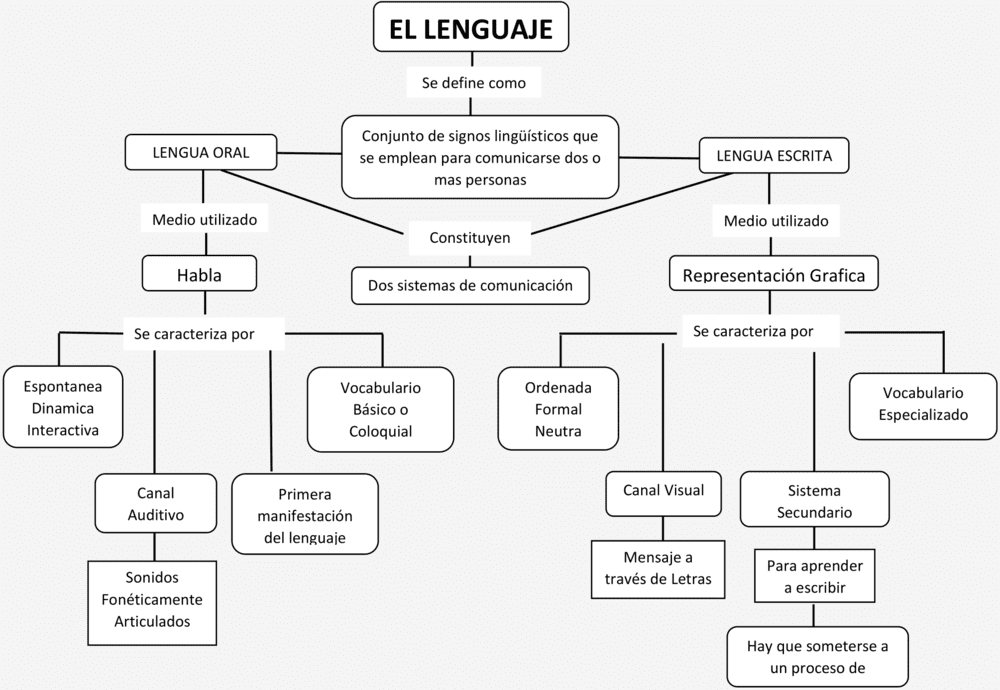 EL LENGUAJE
Se define como
Conjunto de signos lingüísticos que
se emplean para comunicarse dos o
mas personas
LENGUA ORAL
LENGUA ESCRITA
Medio utilizado
Constituyen
Medio utilizado
Habla
Dos sistemas de comunicación
Representación Grafica
Se caracteriza por
Se caracteriza por
Espontanea
Dinamica
Interactiva
Vocabulario
Básico o
Coloquial
Ordenada
Formal
Neutra
Vocabulario
Especializado
Canal
Auditivo
Primera
manifestación
del lenguaje
Canal Visual
Sistema
Secundario
Sonidos
Fonéticamente
Articulados
Mensaje a
través de Letras
Para aprender
a escribir
Hay que someterse a
un proceso de